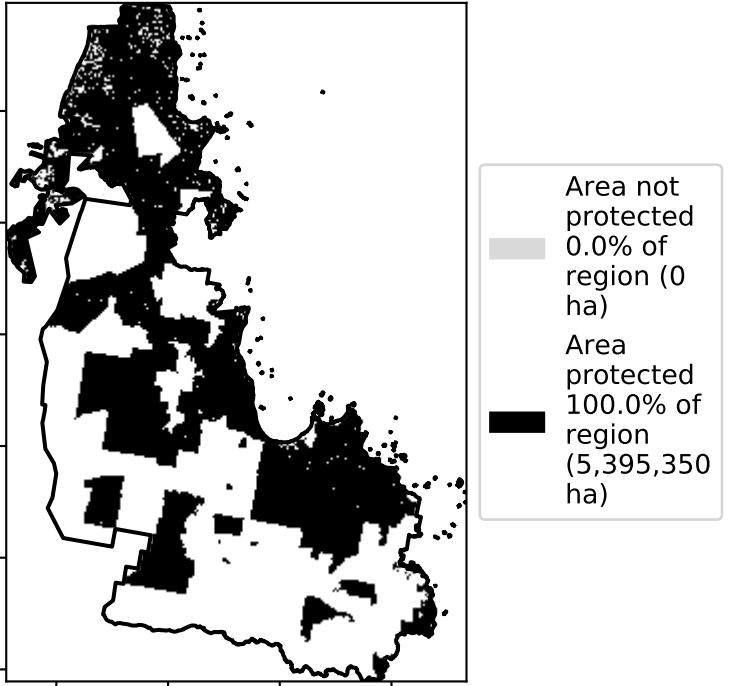 Area not
protected
0.0% of
region (0
ha)
Area
protected
100.0% of
region
(5,395,350
ha)